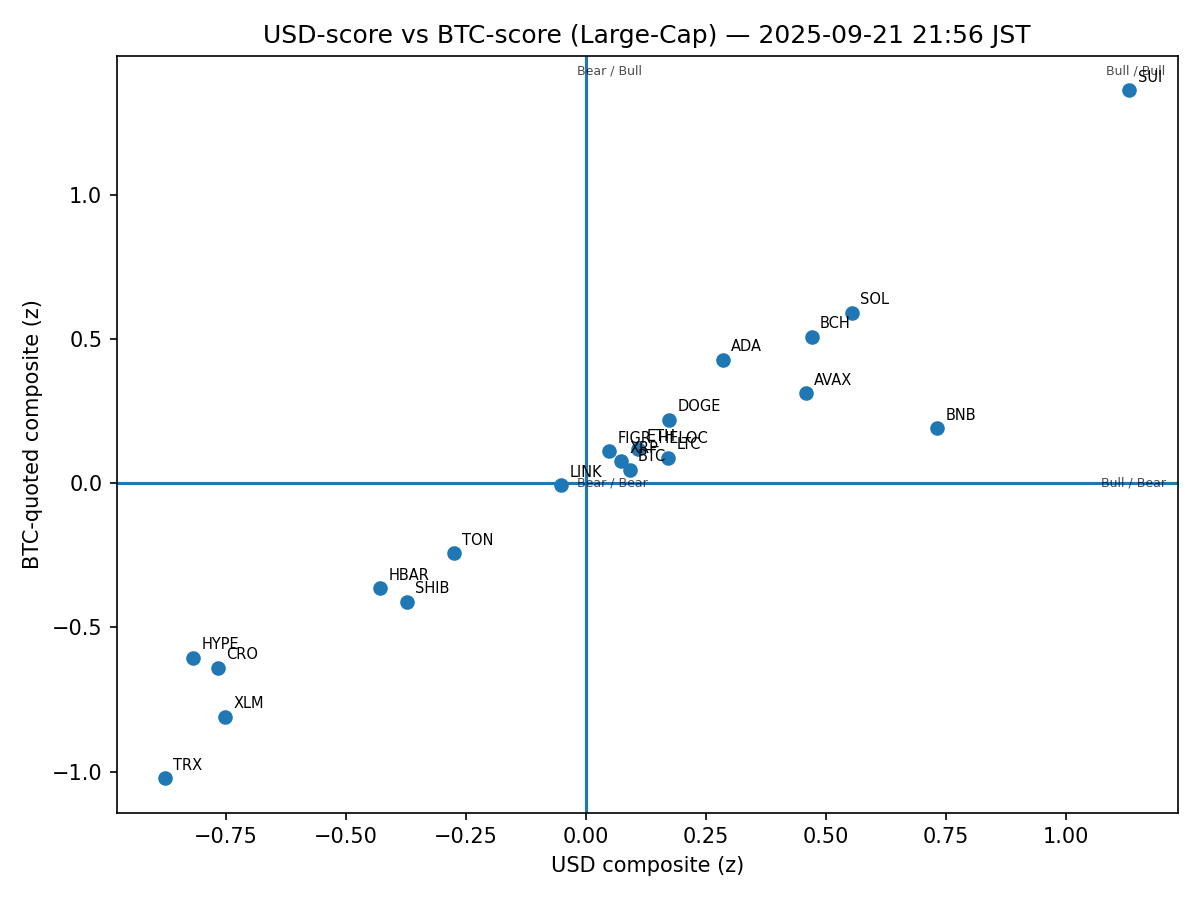 USD-score vs BTC-score (Large-Cap) — 2025-09-21 21:56 JST
Bear / Bull
Bull / Bull
SUI
1.0
SOL
BCH
0.5
ADA
AVAX
BNB
DOGE
FIGR_HELOC
ETH
LTC
XRP
BTC
LINK
0.0
Bear / Bear
Bull / Bear
TON
HBAR
SHIB
−0.5
HYPE
CRO
XLM
TRX
−1.0
−0.75
−0.50
−0.25
0.00
0.25
0.50
0.75
1.00
USD composite (z)
BTC-quoted composite (z)